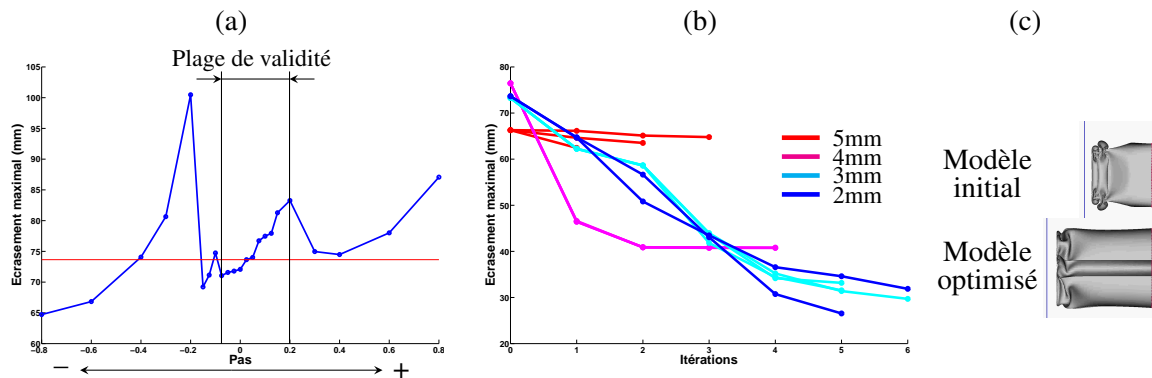 (a)
Plage de validité
105
100
95
90
85
80
75
70
65
60
Ecrasement maximal (mm)
−0.8 −0.6 −0.4 −0.2 0 0.2 0.4 0.6 0.8
Pas
− +
(b)
80
70
60
50
40
30
20
Ecrasement maximal (mm)
0 1 2 3 4 5 6
Itérations
5mm
4mm
3mm
2mm
(c)
Modèle
initial
Modèle
optimisé